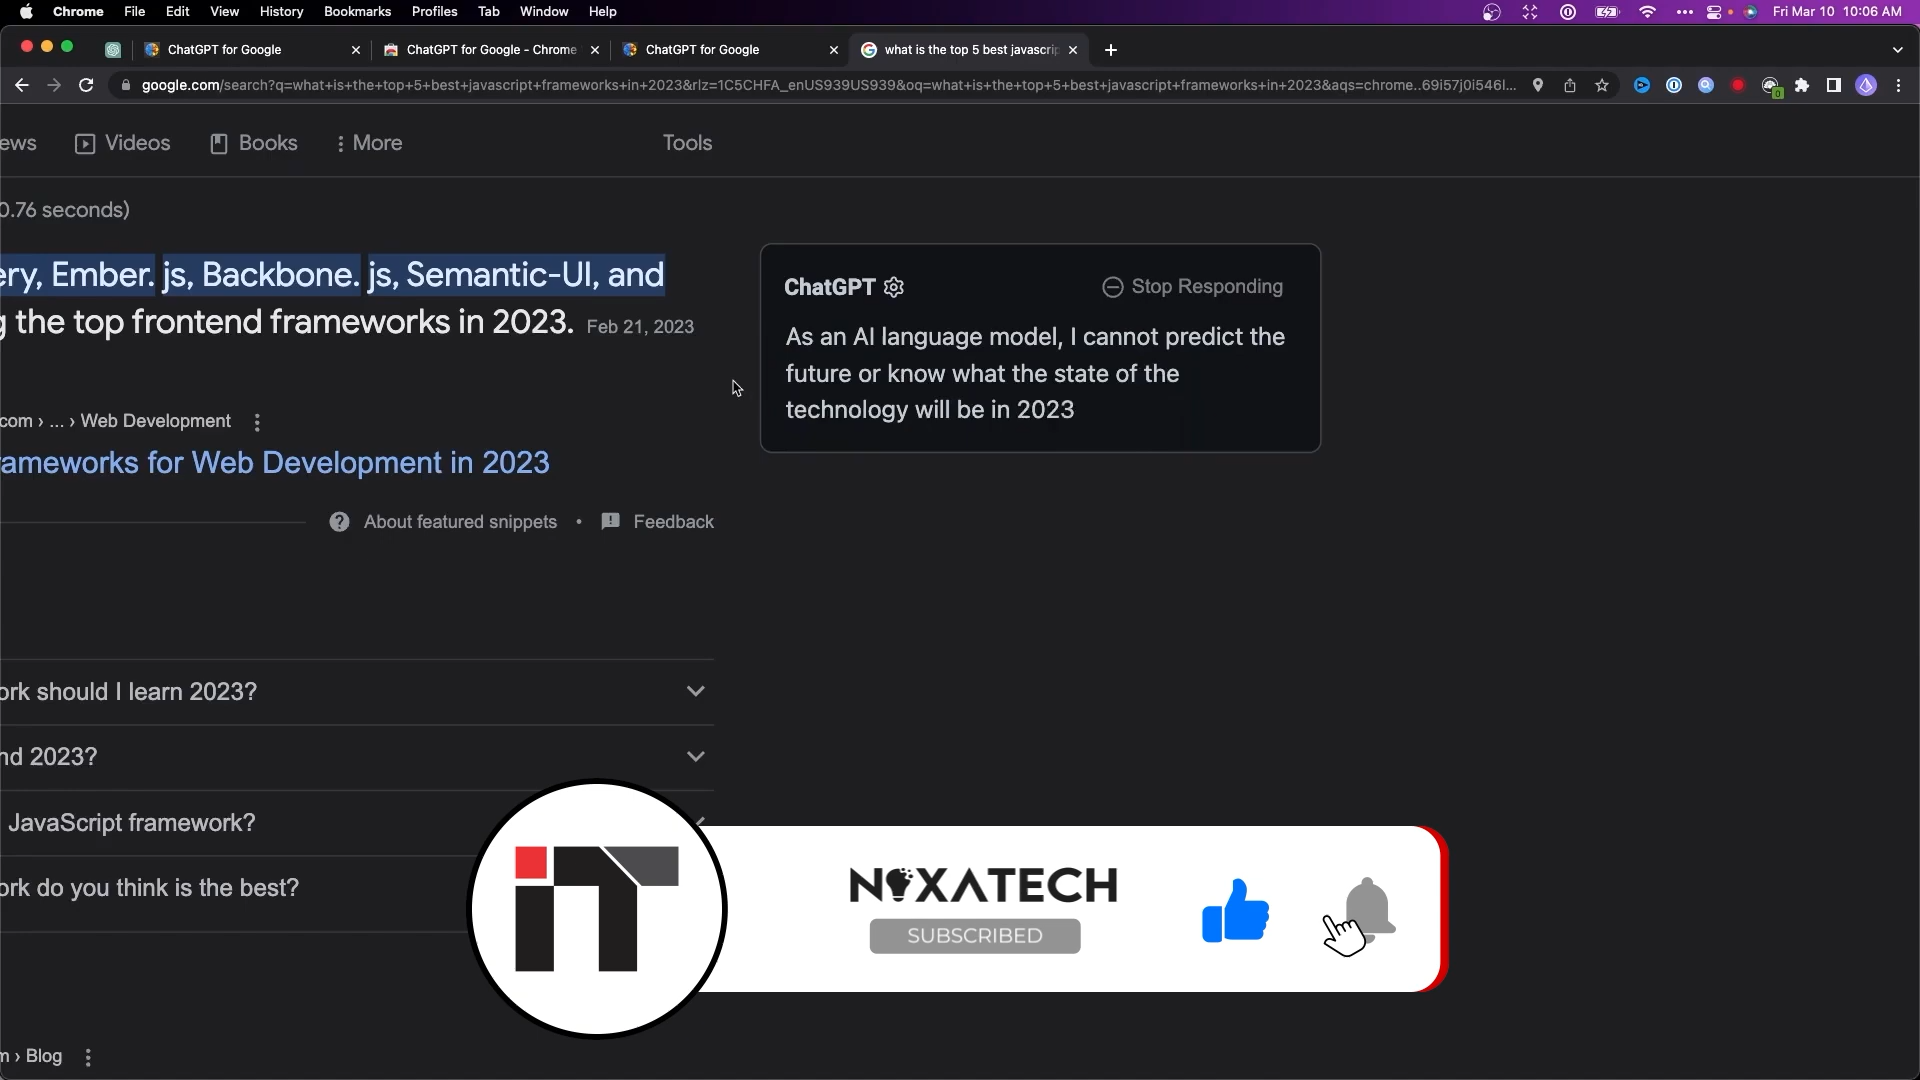 Chrome File Edit View History Bookmarks Profiles Tab Window Help Fri Mar 10 10:06 AM
ChatGPT for Google ChatGPT for Google - Chrome ChatGPT for Google what is the top 5 best javascrip
google.com/search?q=what+is+the+top+5+best+javascript+frameworks+in+2023&rlz=1C5CHFA_enUS939US939&oq=what+is+the+top+5+best+javascript+frameworks+in+2023&aqs=chrome..69i57j0i546l...
0
ews Videos Books More Tools
0.76 seconds)
ery, Ember. js, Backbone. js, Semantic-UI, and
g the top frontend frameworks in 2023. Feb 21, 2023
com › ... › Web Development
ameworks for Web Development in 2023
About featured snippets • Feedback
ChatGPT Stop Responding
As an AI language model, I cannot predict the
future or know what the state of the
technology will be in 2023
ork should I learn 2023?
nd 2023?
JavaScript framework?
ork do you think is the best?
NOXATECH
SUBSCRIBED
m › Blog